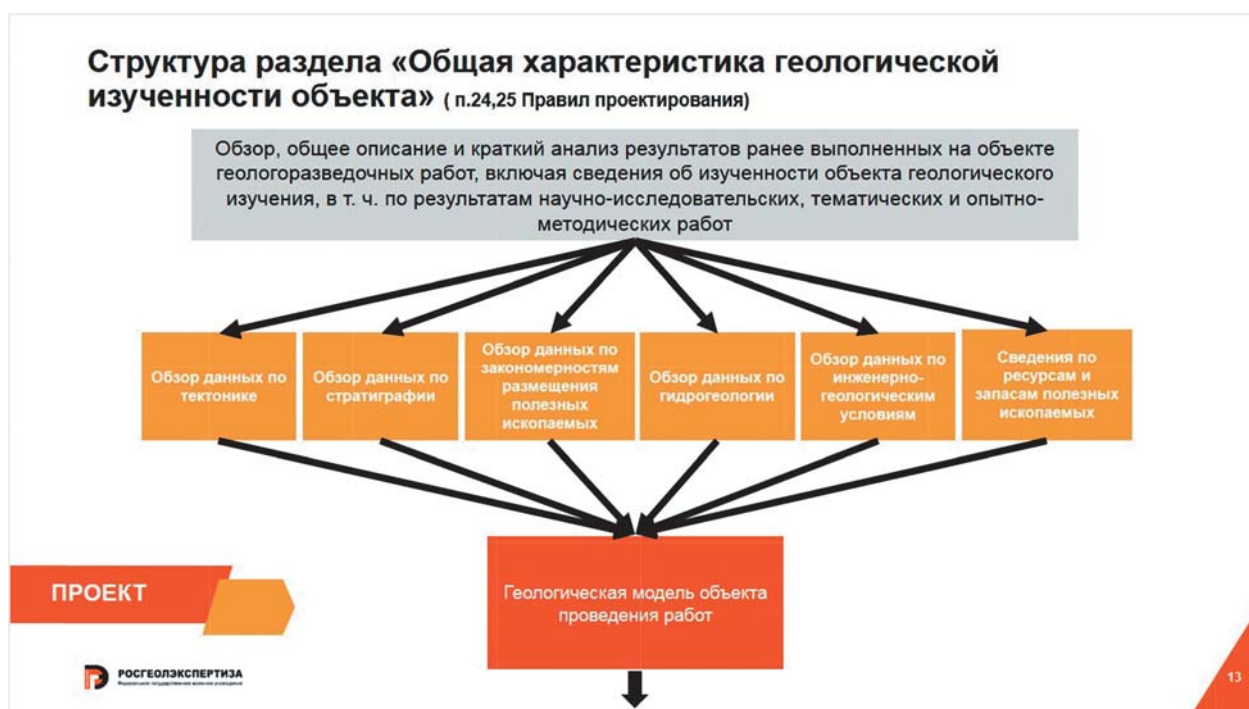 Структура раздела «Общая характеристика геологической
изученности объекта» ( п.24,25 Правил проектирования)
Обзор, общее описание и краткий анализ результатов ранее выполненных на объекте
геологоразведочных работ, включая сведения об изученности объекта геологического
изучения, в т. ч. по результатам научно-исследовательских, тематических и опытно-
методических работ
Обзор данных по
тектонике
Обзор данных по
стратиграфии
Обзор данных по
закономерностям
размещения
полезных
ископаемых
Обзор данных по
гидрогеологии
Обзор данных по
инженерно-
геологическим
условиям
Сведения по
ресурсам и
запасам полезных
ископаемых
Геологическая модель объекта
проведения работ
ПРОЕКТ
РОСГЕОЛЭКСПЕРТИЗА
Федеральное государственное казенное учреждение
13